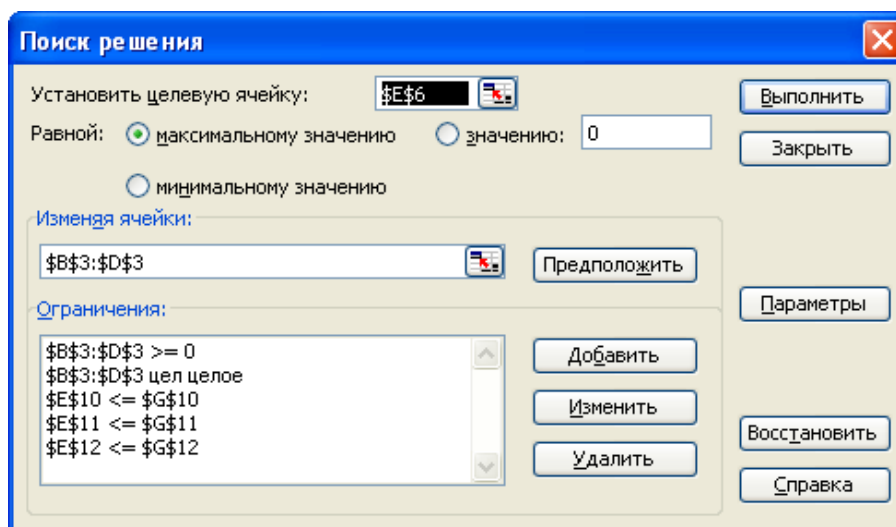 Поиск решения
Установить целевую ячейку: $E$6
Выполнить
Равной: максимальному значению значению: 0
Закрыть
минимальному значению
Изменяя ячейки:
$B$3:$D$3
Предположить
Параметры
Ограничения:
$B$3:$D$3 >= 0
$B$3:$D$3 цел целое
$E$10 <= $G$10
$E$11 <= $G$11
$E$12 <= $G$12
Добавить
Изменить
Удалить
Восстановить
Справка